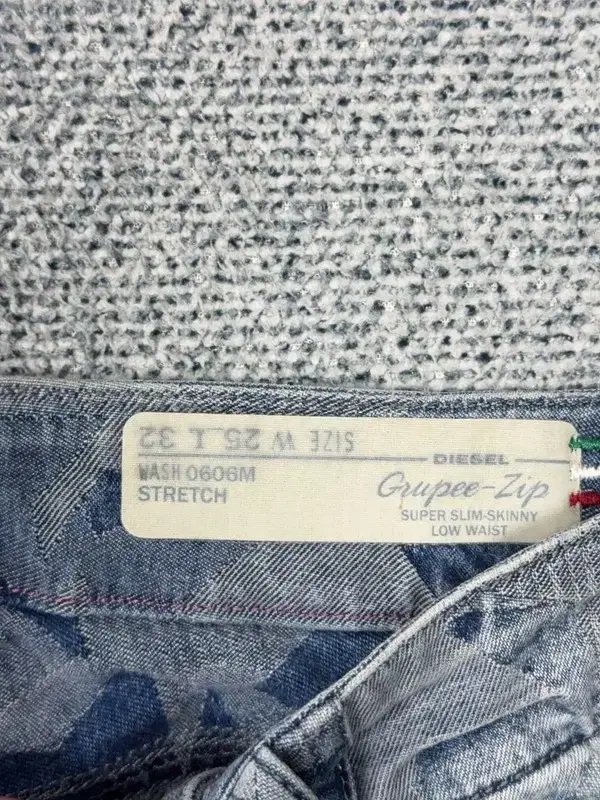 SIZE W 25 L 32
WASH 0606M
STRETCH
DIESEL
Grupee-Zip
SUPER SLIM-SKINNY
LOW WAIST